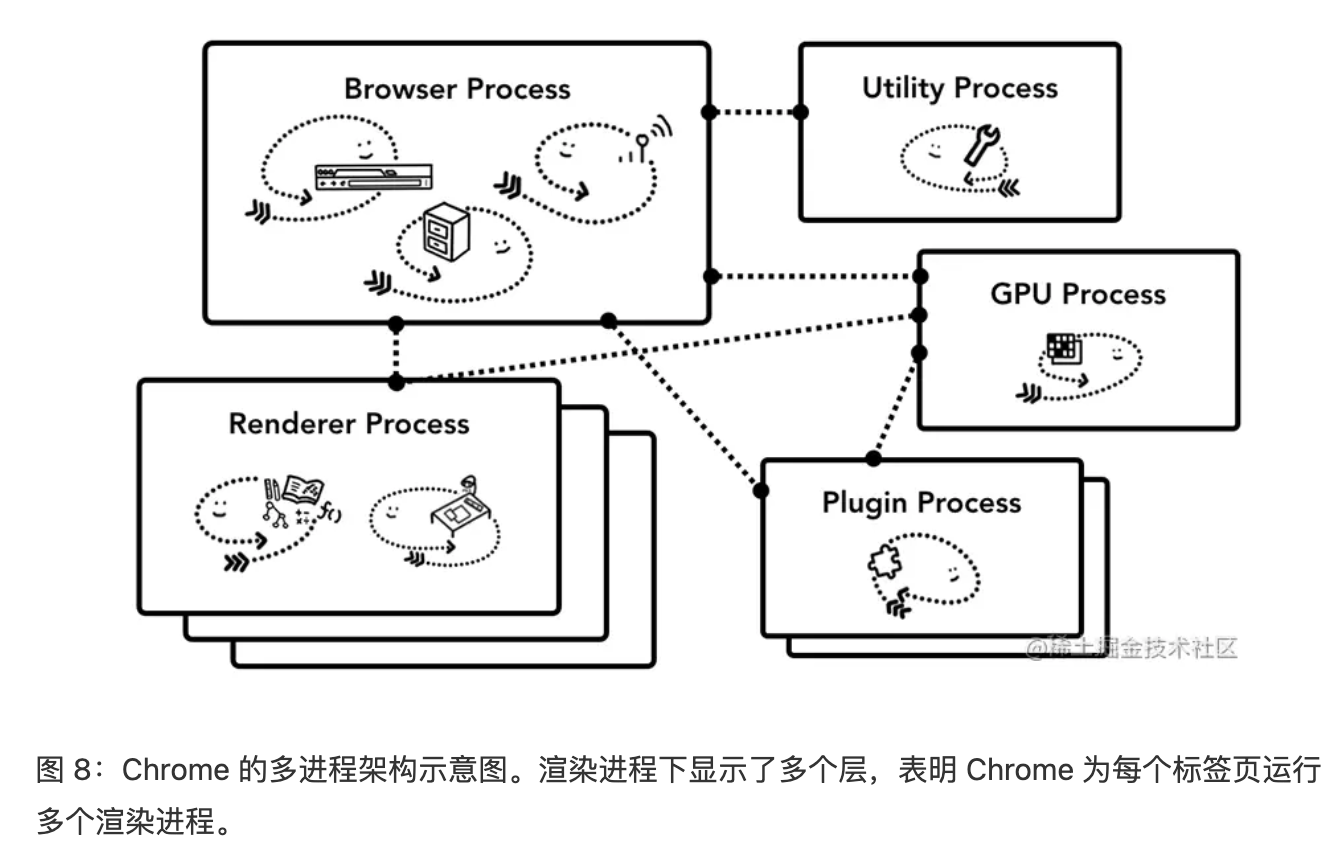 Browser Process
Utility Process
GPU Process
Renderer Process
f()
Plugin Process
@稀土掘金技术社区
图 8：Chrome 的多进程架构示意图。渲染进程下显示了多个层，表明 Chrome 为每个标签页运行
多个渲染进程。